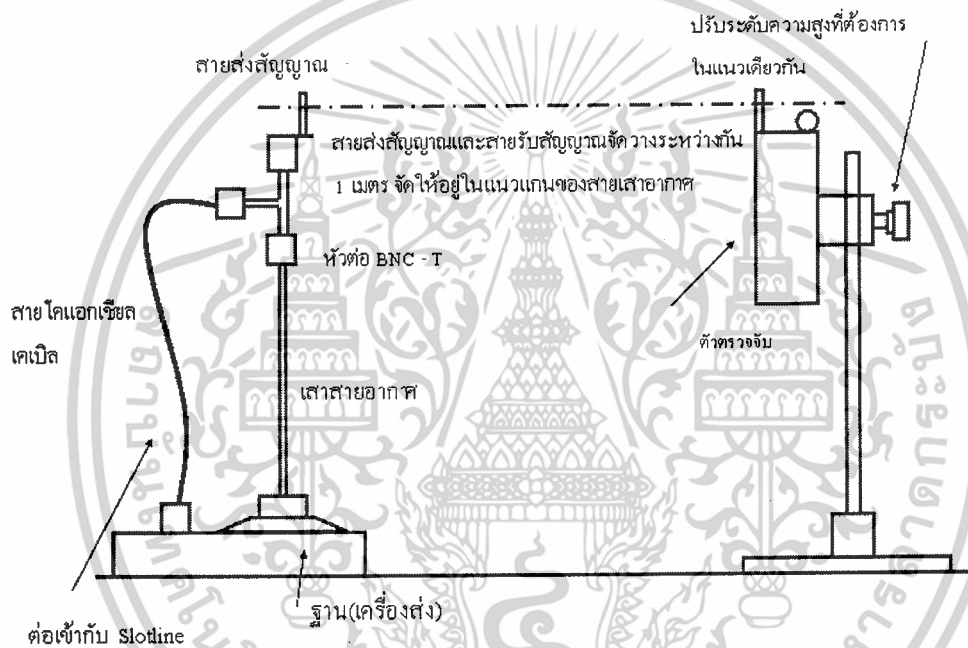 ปรับระดับความสูงที่ต้องการ
ในแนวเดียวกัน
สายส่งสัญญาณ
สายส่งสัญญาณและสายรับสัญญาณจัดวางระหว่างกัน
1 เมตร จัดให้อยู่ในแนวแกนของสายเสาอากาศ
หัวต่อ BNC - T
สายโคแอกเชียล
เคเบิล
ตัวตรวจจับ
เสาสายอากาศ
ฐาน(เครื่องส่ง)
ต่อเข้ากับ Slotline